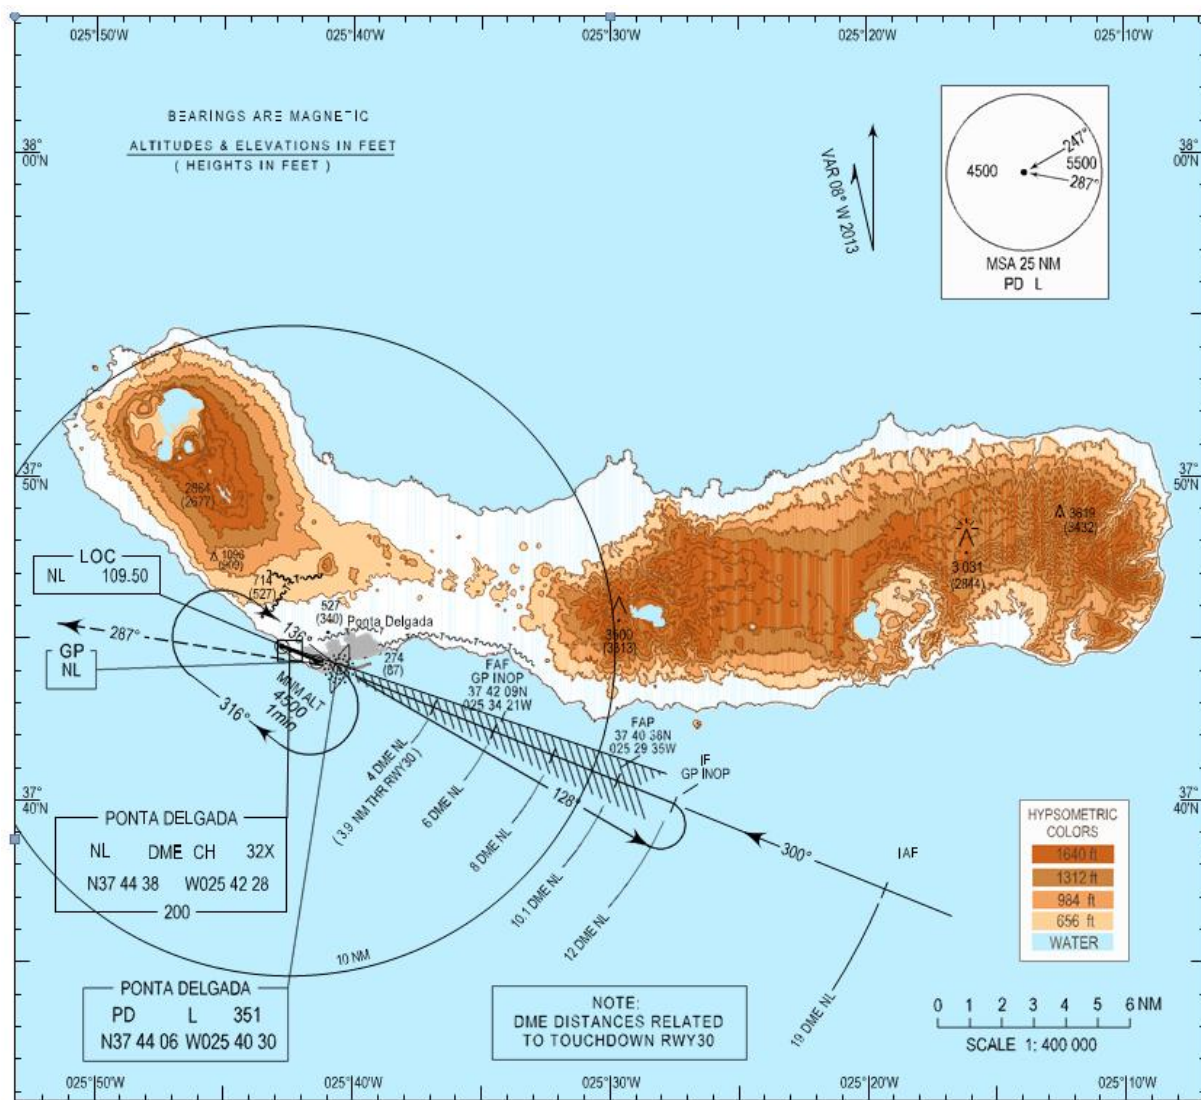 025°50'W
025°40'W
025°30'W
025°20'W
025°10'W
BEARINGS ARE MAGNETIC
ALTITUDES & ELEVATIONS IN FEET
( HEIGHTS IN FEET )
38°
00'N
38°
00'N
VAR 08° W 2013
4500
247°
5500
287°
MSA 25 NM
PD L
37°
50'N
37°
50'N
2864
(2677)
1096
(909)
3619
(3432)
3 031
(2844)
LOC
NL 109.50
714
(527)
527
(340)
Ponta Delgada
3500
(3313)
136°
287°
274
(87)
GP
NL
MNM ALT
4500
1min
316°
FAF
GP INOP
37 42 09N
025 34 21W
FAP
37 40 38N
025 29 35W
IF
GP INOP
4 DME NL
( 3.9 NM THR RWY30 )
6 DME NL
8 DME NL
10.1 DME NL
12 DME NL
19 DME NL
128°
300°
IAF
37°
40'N
37°
40'N
PONTA DELGADA
NL DME CH 32X
N37 44 38 W025 42 28
200
10 NM
PONTA DELGADA
PD L 351
N37 44 06 W025 40 30
NOTE:
DME DISTANCES RELATED
TO TOUCHDOWN RWY30
HYPSOMETRIC
COLORS
1640 ft
1312 ft
984 ft
656 ft
WATER
0 1 2 3 4 5 6 NM
SCALE 1: 400 000
025°50'W
025°40'W
025°30'W
025°20'W
025°10'W